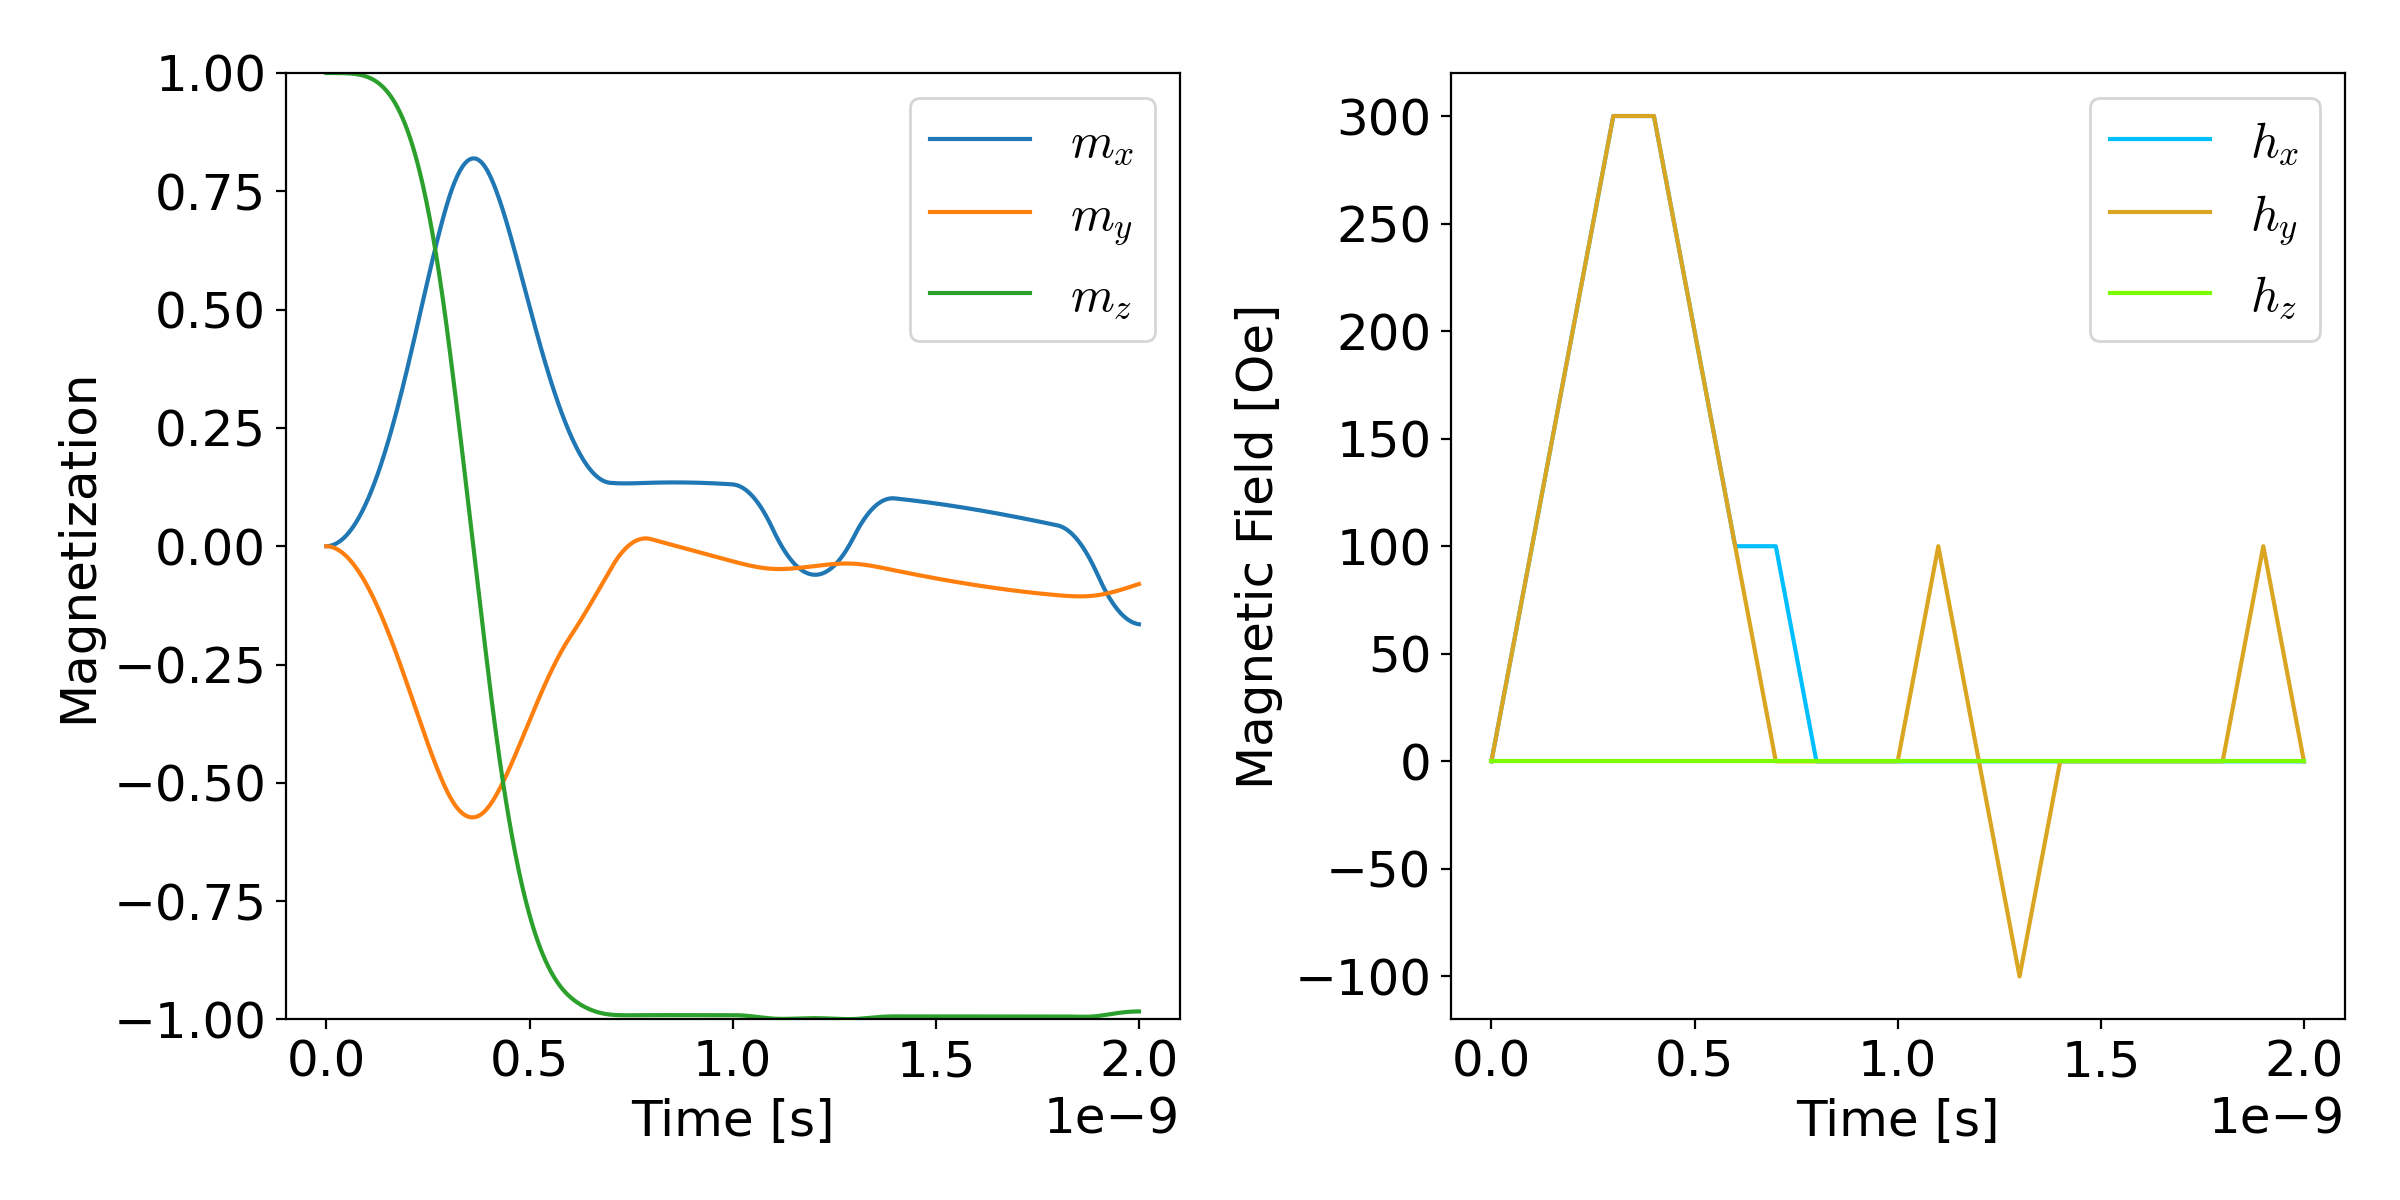 Magnetization
1.00
0.75
0.50
0.25
0.00
−0.25
−0.50
−0.75
−1.00
m_x
m_y
m_z
0.0 0.5 1.0 1.5 2.0
Time [s]
1e−9
Magnetic Field [Oe]
300
250
200
150
100
50
0
−50
−100
h_x
h_y
h_z
0.0 0.5 1.0 1.5 2.0
Time [s]
1e−9